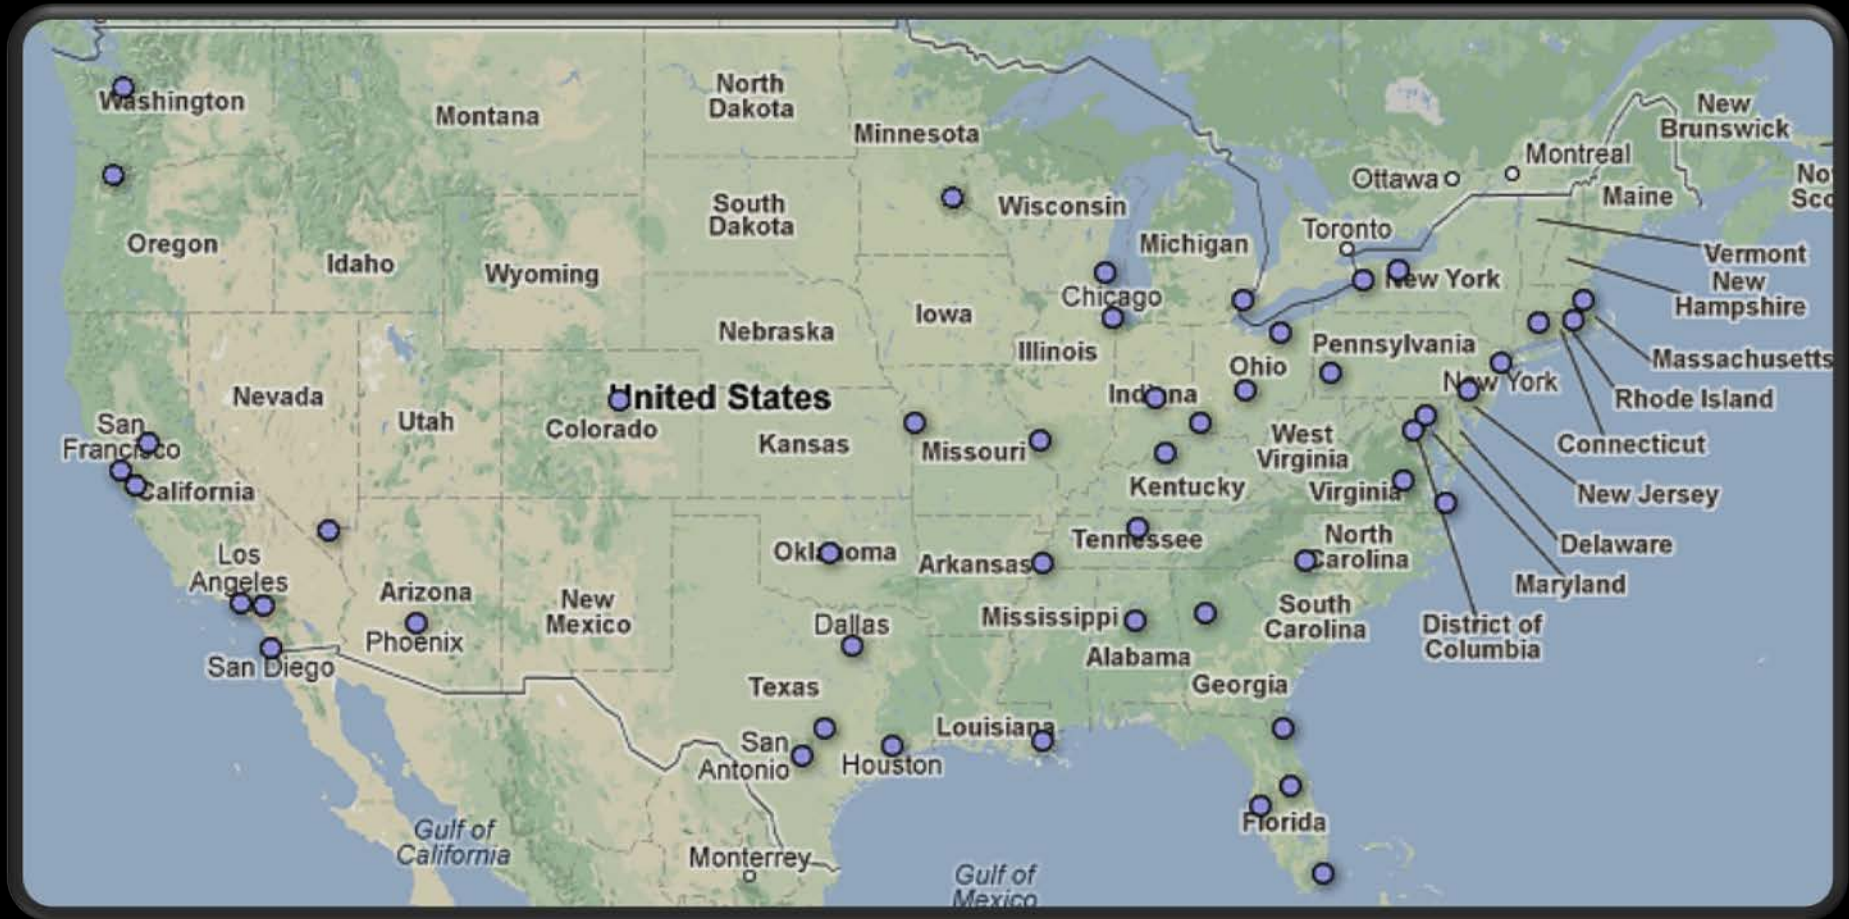 Washington
Montana
North
Dakota
Minnesota
New
Brunswick
Montreal
Ottawa
Maine
No
Sco
South
Dakota
Wisconsin
Michigan
Toronto
Vermont
Oregon
Idaho
Wyoming
New York
New
Hampshire
Chicago
Iowa
Nebraska
Illinois
Ohio
Pennsylvania
Massachusetts
Nevada
United States
Indiana
New York
Rhode Island
Utah
Colorado
Kansas
Missouri
West
Virginia
Connecticut
San
Francisco
California
Kentucky
Virginia
New Jersey
Los
Angeles
Oklahoma
Arkansas
Tennessee
North
Carolina
Delaware
Maryland
Arizona
New
Mexico
Phoenix
Dallas
Mississippi
South
Carolina
District of
Columbia
San Diego
Alabama
Texas
Georgia
Louisiana
San
Antonio
Houston
Florida
Gulf of
California
Monterrey
Gulf of
Mexico